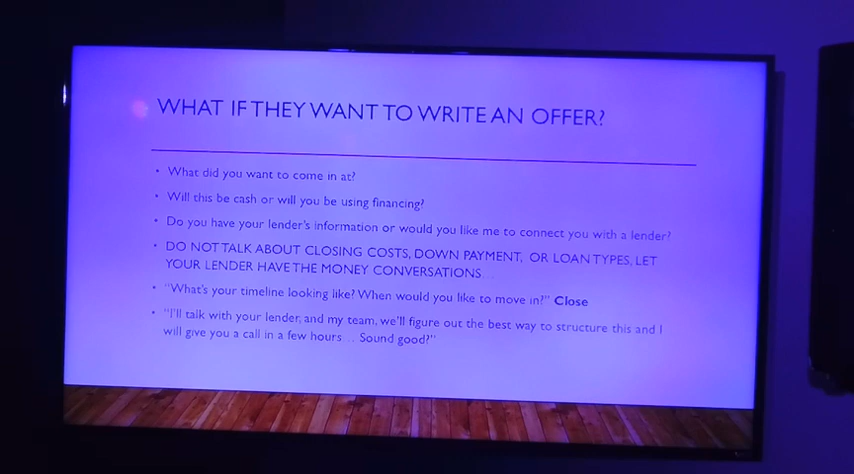 WHAT IF THEY WANT TO WRITE AN OFFER?
• What did you want to come in at?
• Will this be cash or will you be using financing?
• Do you have your lender's information or would you like me to connect you with a lender?
• DO NOT TALK ABOUT CLOSING COSTS, DOWN PAYMENT, OR LOAN TYPES, LET
YOUR LENDER HAVE THE MONEY CONVERSATIONS…
• "What's your timeline looking like? When would you like to move in?" Close
• "I'll talk with your lender, and my team, we'll figure out the best way to structure this and I
will give you a call in a few hours… Sound good?"